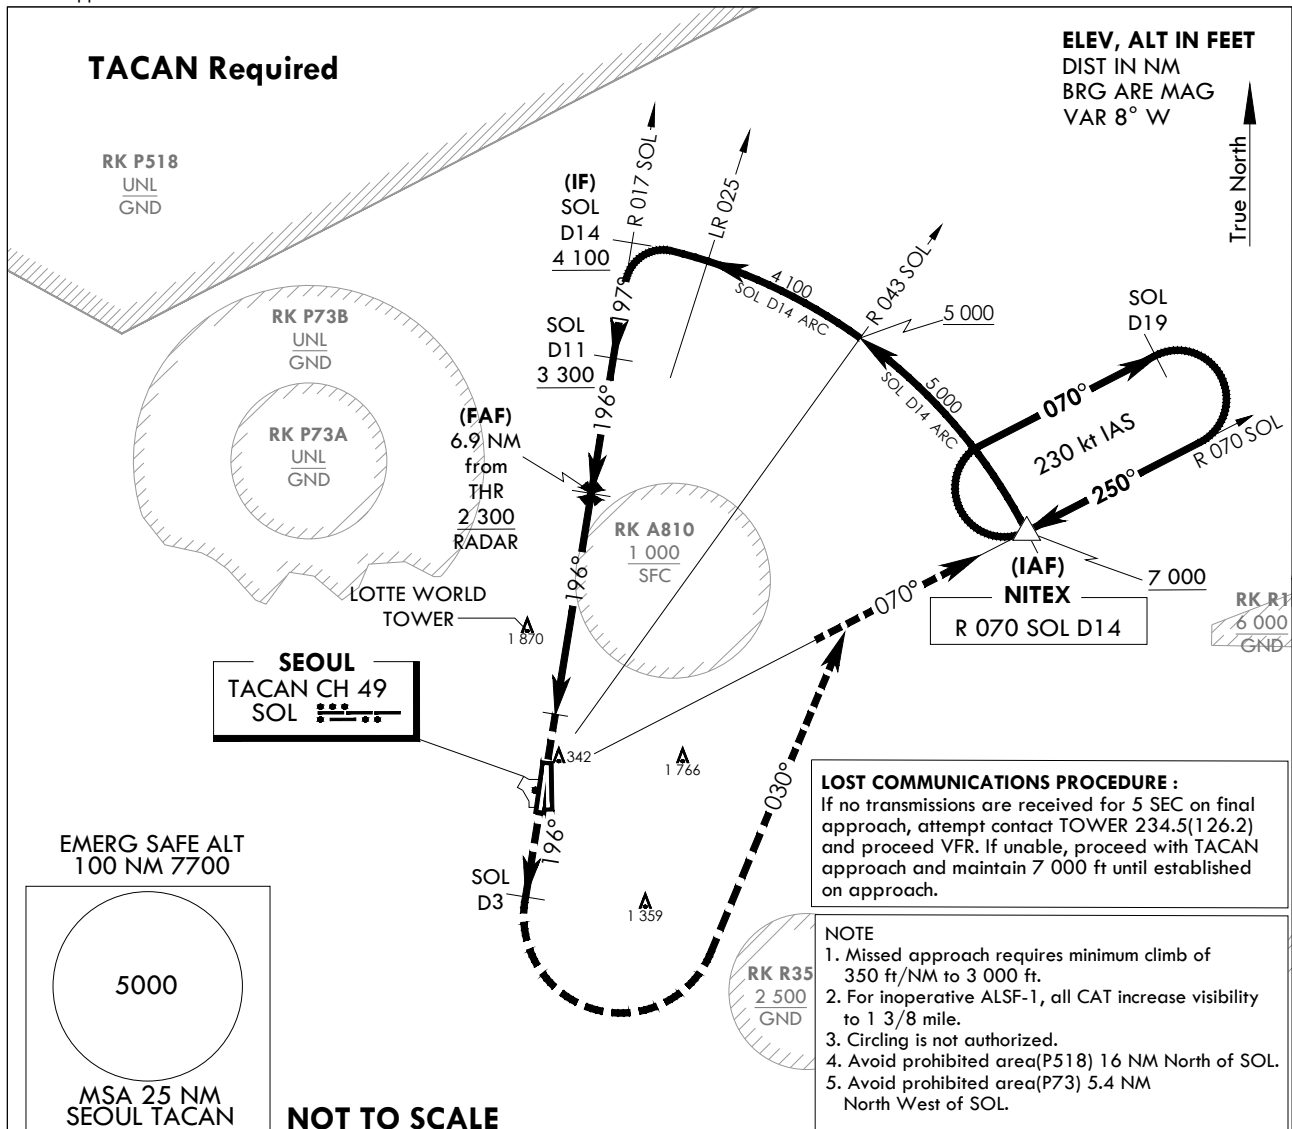 TACAN Required
ELEV, ALT IN FEET
DIST IN NM
BRG ARE MAG
VAR 8° W
True North
RK P518
UNL
GND
(IF)
SOL
D14
4 100
R 017 SOL
LR 025
4 100
SOL D14 ARC
R 043 SOL
5 000
5 000
SOL D14 ARC
SOL
D19
070°
230 kt IAS
250°
R 070 SOL
197°
RK P73B
UNL
GND
SOL
D11
3 300
196°
RK P73A
UNL
GND
(FAF)
6.9 NM
from
THR
2 300
RADAR
RK A810
1 000
SFC
196°
070°
(IAF)
NITEX
R 070 SOL D14
7 000
RK R1
6 000
GND
LOTTE WORLD
TOWER
1 870
SEOUL
TACAN CH 49
SOL
342
1 766
030°
196°
SOL
D3
1 359
LOST COMMUNICATIONS PROCEDURE :
If no transmissions are received for 5 SEC on final
approach, attempt contact TOWER 234.5(126.2)
and proceed VFR. If unable, proceed with TACAN
approach and maintain 7 000 ft until established
on approach.
EMERG SAFE ALT
100 NM 7700
5000
MSA 25 NM
SEOUL TACAN
NOT TO SCALE
RK R35
2 500
GND
NOTE
1. Missed approach requires minimum climb of
350 ft/NM to 3 000 ft.
2. For inoperative ALSF-1, all CAT increase visibility
to 1 3/8 mile.
3. Circling is not authorized.
4. Avoid prohibited area(P518) 16 NM North of SOL.
5. Avoid prohibited area(P73) 5.4 NM
North West of SOL.